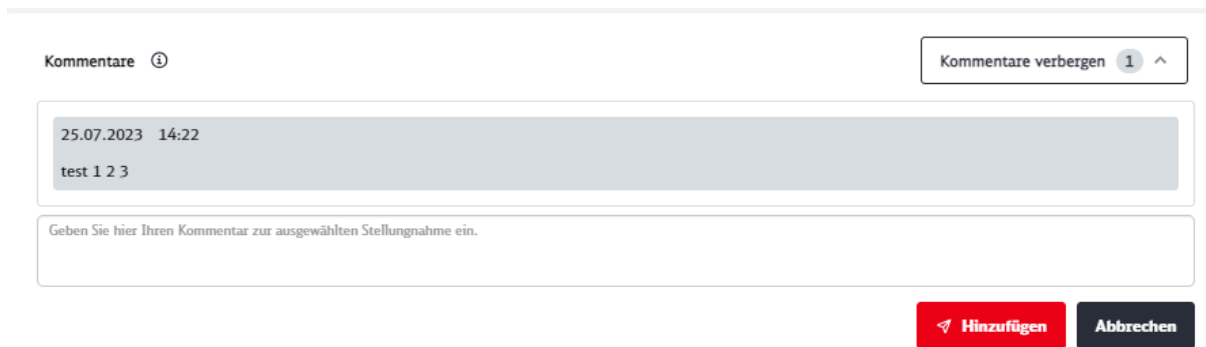 Kommentare
Kommentare verbergen 1
25.07.2023 14:22
test 1 2 3
Geben Sie hier Ihren Kommentar zur ausgewählten Stellungnahme ein.
Hinzufügen
Abbrechen